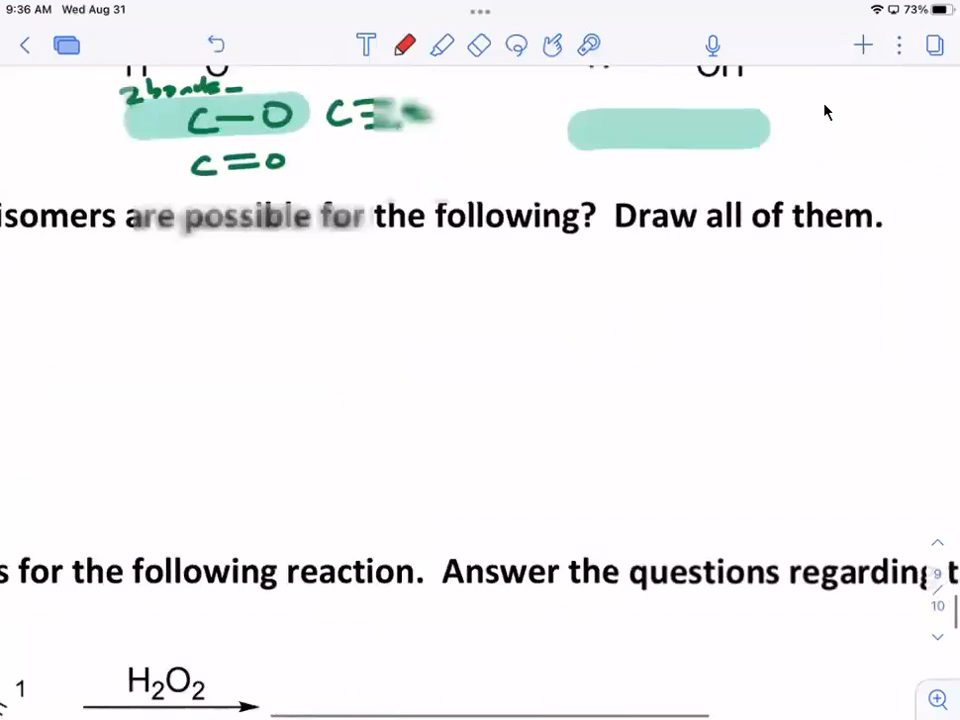 9:36 AM Wed Aug 31
73%
T
OH
2 bonds
C—O C≡
C=O
isomers are possible for the following? Draw all of them.
s for the following reaction. Answer the questions regarding t
9
/
10
1
H₂O₂